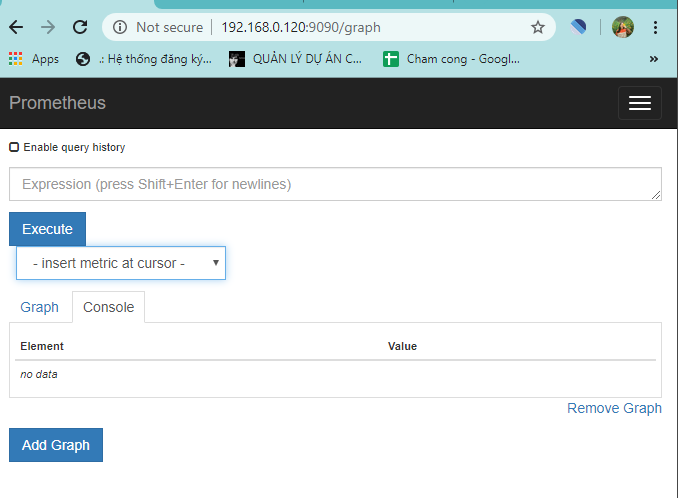 Not secure 192.168.0.120:9090/graph
Apps .: Hệ thống đăng ký... QUẢN LÝ DỰ ÁN C... Cham cong - Googl... »
Prometheus
Enable query history
Expression (press Shift+Enter for newlines)
Execute
- insert metric at cursor -
Graph Console
Element Value
no data
Remove Graph
Add Graph